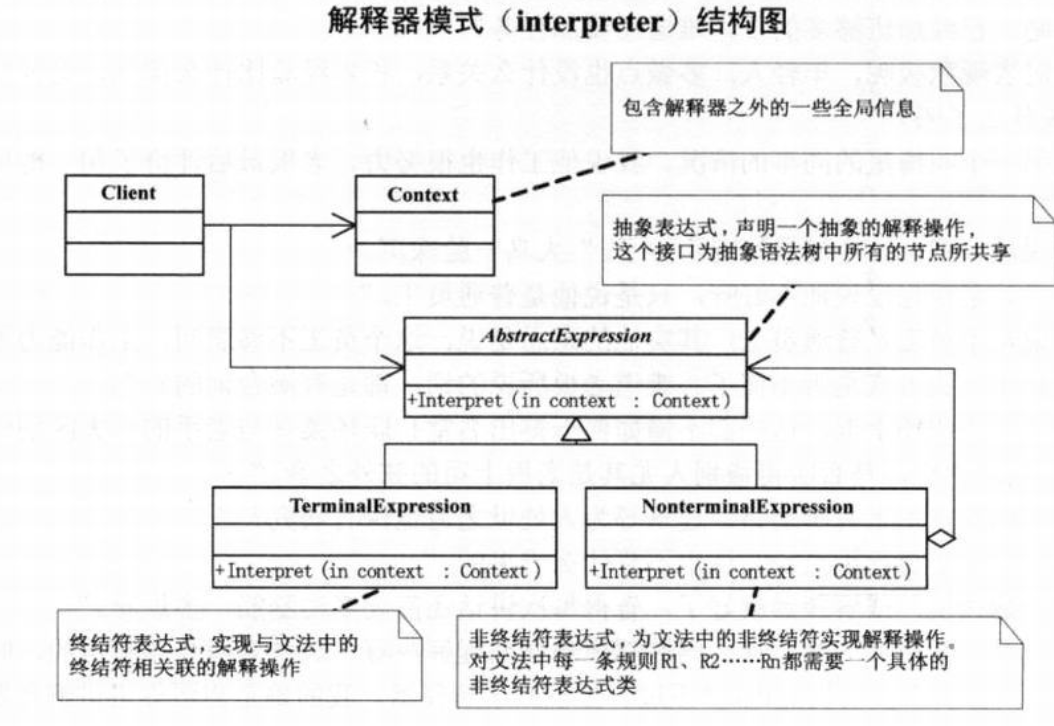 解释器模式（interpreter）结构图
包含解释器之外的一些全局信息
Client
Context
抽象表达式，声明一个抽象的解释操作，
这个接口为抽象语法树中所有的节点所共享
AbstractExpression
+Interpret(in context : Context)
TerminalExpression
+Interpret(in context : Context)
NonterminalExpression
+Interpret(in context : Context)
终结符表达式，实现与文法中的
终结符相关联的解释操作
非终结符表达式，为文法中的非终结符实现解释操作。
对文法中每一条规则R1、R2……Rn都需要一个具体的
非终结符表达式类